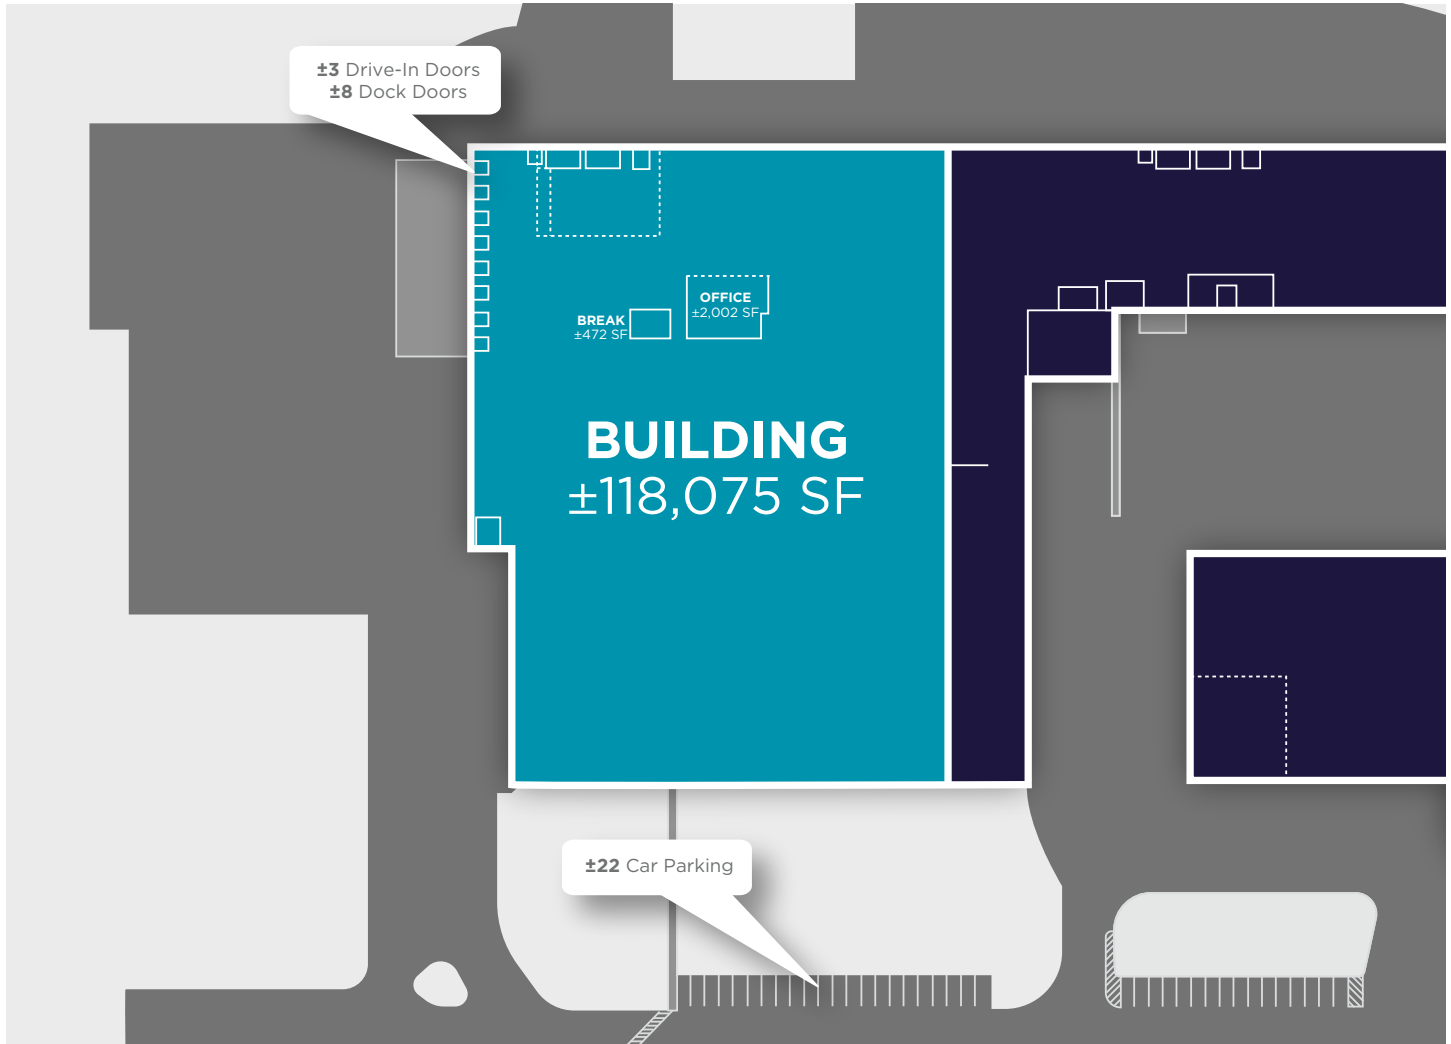 ±3 Drive-In Doors
±8 Dock Doors
OFFICE
±2,002 SF
BREAK
±472 SF
BUILDING
±118,075 SF
±22 Car Parking